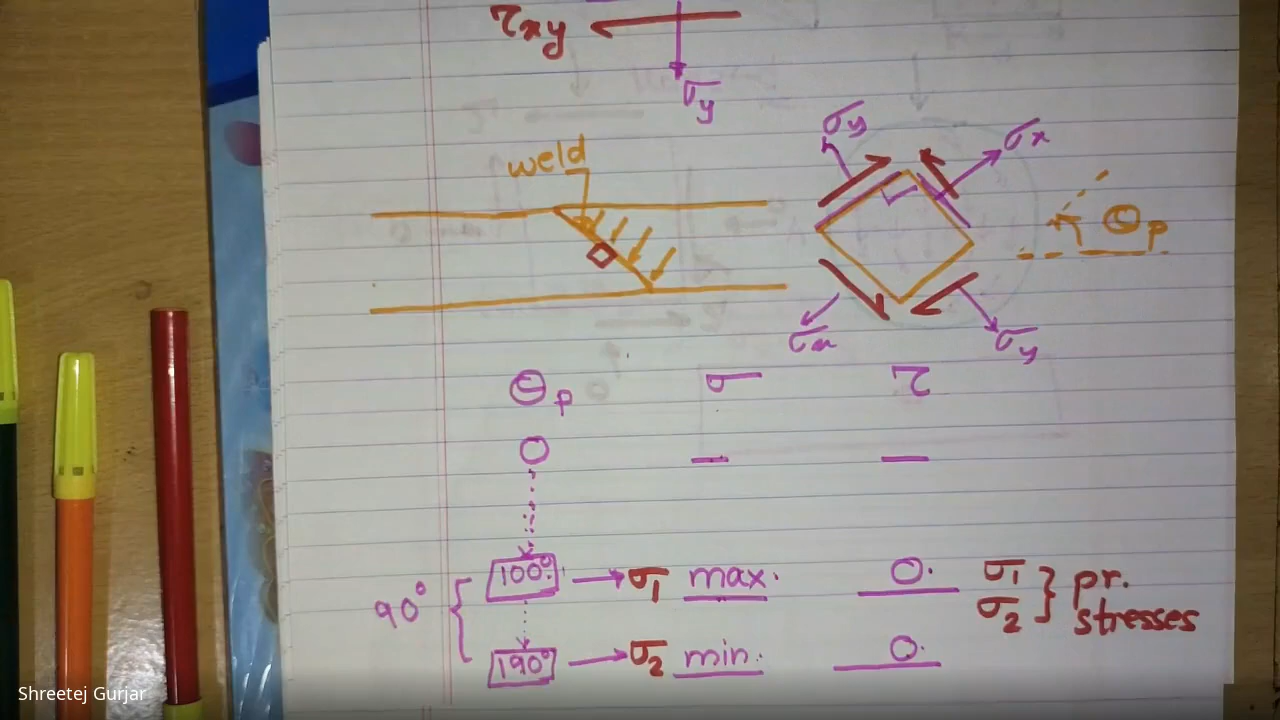 τxy
σy
weld
σy
σx
θp
σx
σy
θp σ τ
0 — —
100° → σ1 max. 0. σ1
90°
σ2 } pr. stresses
190° → σ2 min. 0.
Shreetej Gurjar